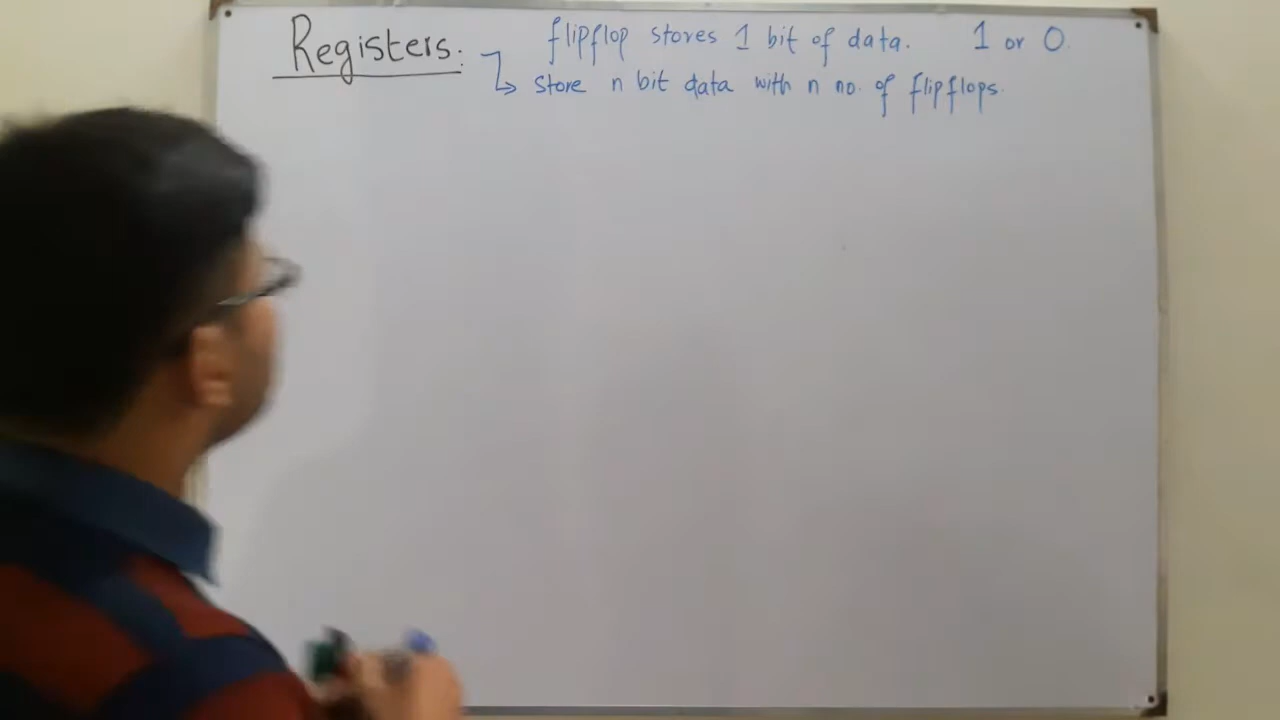 Registers:
flipflop stores 1 bit of data. 1 or 0.
store n bit data with n no. of flipflops.